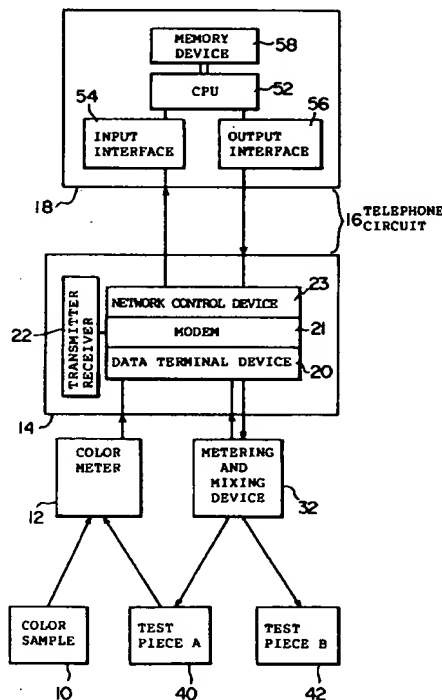 MEMORY
DEVICE
58
CPU
52
54
56
INPUT
INTERFACE
OUTPUT
INTERFACE
18
16 TELEPHONE
CIRCUIT
23
NETWORK CONTROL DEVICE
22
TRANSMITTER
RECEIVER
MODEM
21
DATA TERMINAL DEVICE
20
14
COLOR
METER
METERING
AND
MIXING
DEVICE
12
32
COLOR
SAMPLE
TEST
PIECE A
TEST
PIECE B
10
40
42